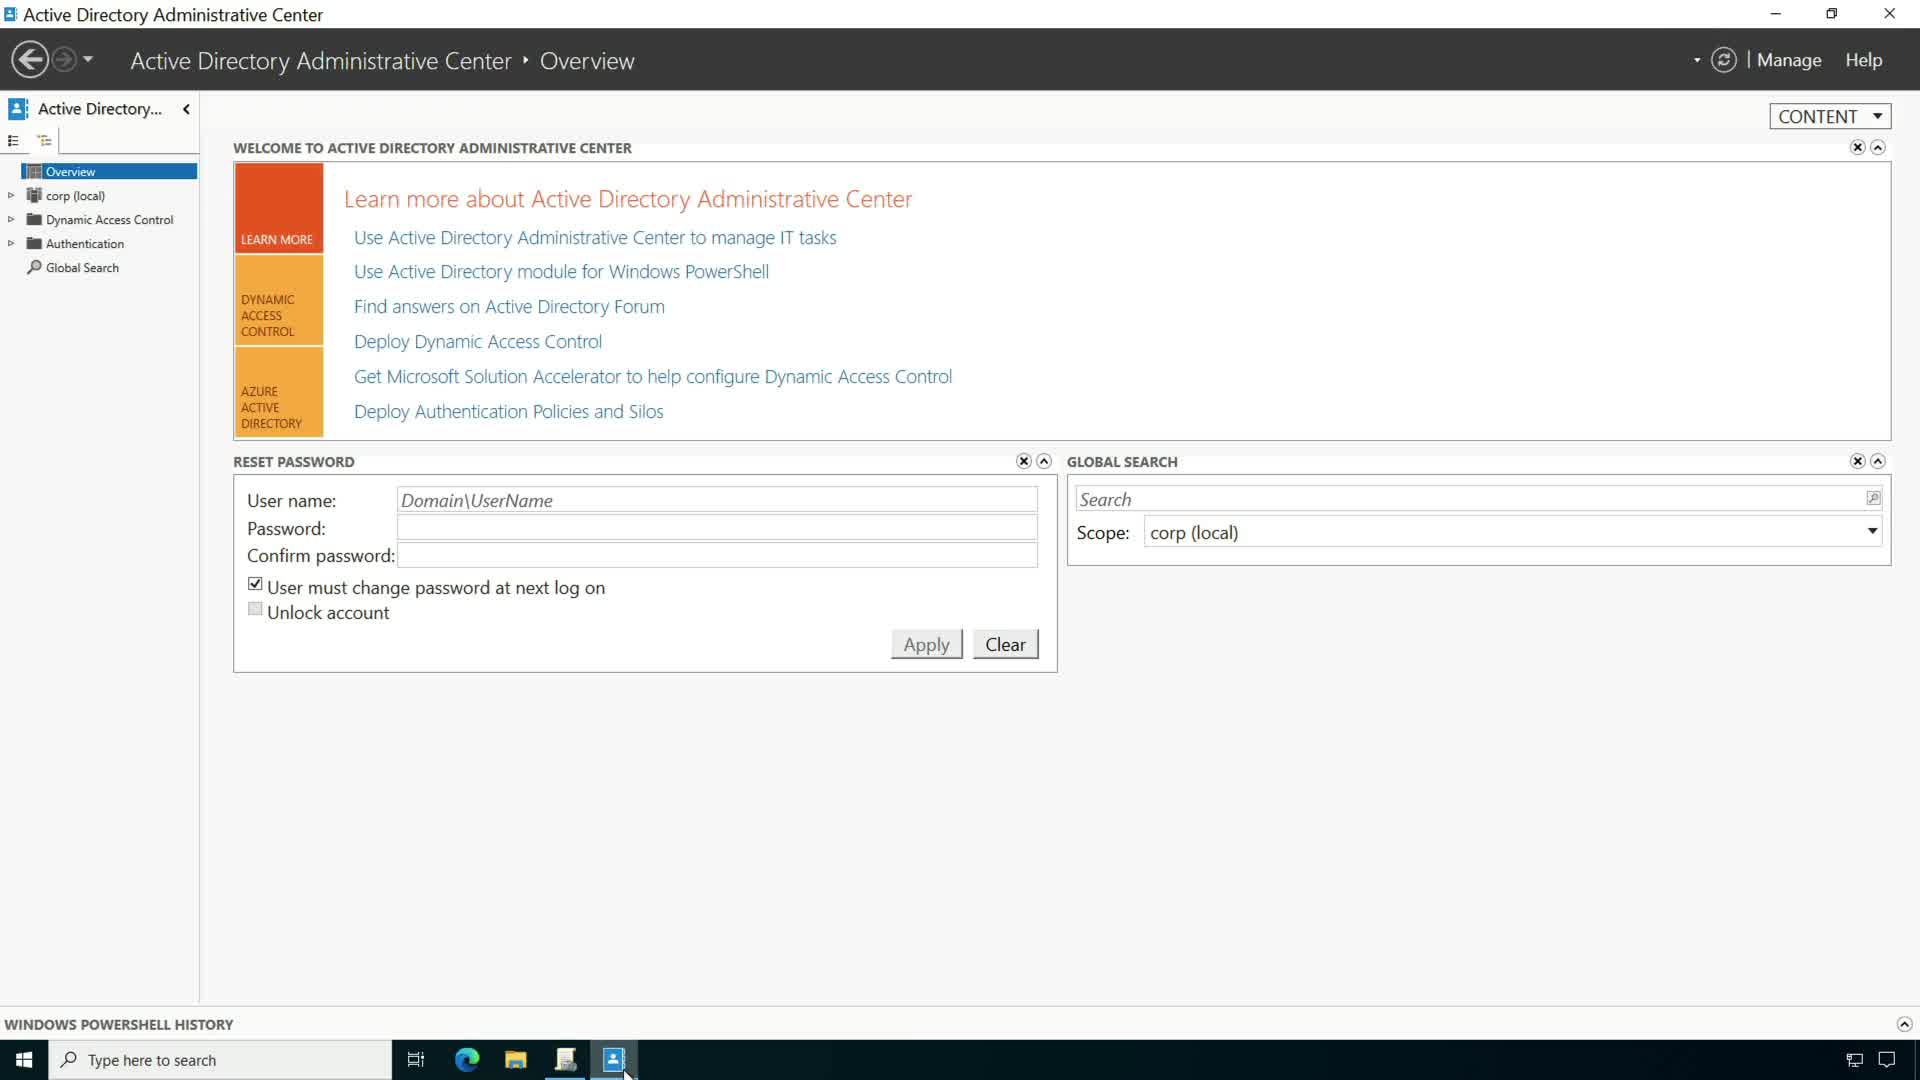 Active Directory Administrative Center
Active Directory Administrative Center • Overview
Manage
Help
Active Directory...
CONTENT
Overview
corp (local)
Dynamic Access Control
Authentication
Global Search
WELCOME TO ACTIVE DIRECTORY ADMINISTRATIVE CENTER
LEARN MORE
DYNAMIC
ACCESS
CONTROL
AZURE
ACTIVE
DIRECTORY
Learn more about Active Directory Administrative Center
Use Active Directory Administrative Center to manage IT tasks
Use Active Directory module for Windows PowerShell
Find answers on Active Directory Forum
Deploy Dynamic Access Control
Get Microsoft Solution Accelerator to help configure Dynamic Access Control
Deploy Authentication Policies and Silos
RESET PASSWORD
User name:
Domain\UserName
Password:
Confirm password:
User must change password at next log on
Unlock account
Apply
Clear
GLOBAL SEARCH
Search
Scope:
corp (local)
WINDOWS POWERSHELL HISTORY
Type here to search